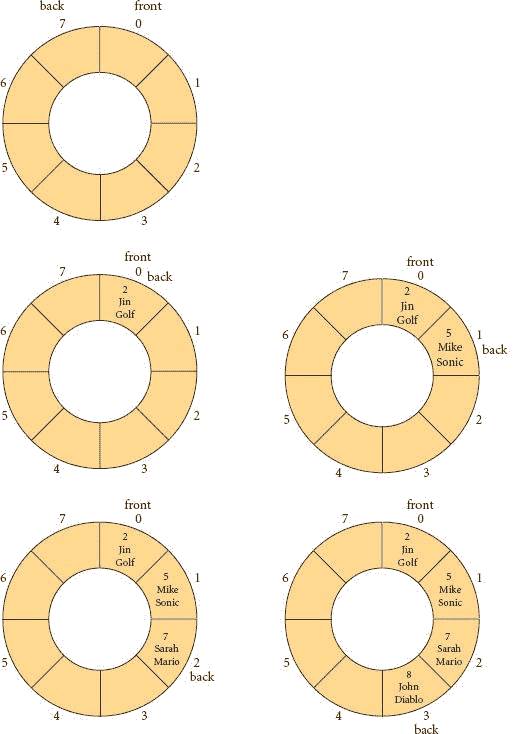 back front
7 0
6 1
5 2
4 3
front
7 0 back
2
Jin
Golf
6 1
5 2
4 3
front
7 0
2
Jin
Golf
5
Mike
Sonic
6 1
back
5 2
4 3
front
7 0
2
Jin
Golf
5
Mike
Sonic
6 1
7
Sarah
Mario
5 2
back
4 3
front
7 0
2
Jin
Golf
5
Mike
Sonic
6 1
7
Sarah
Mario
5 2
8
John
Diablo
4 3
back